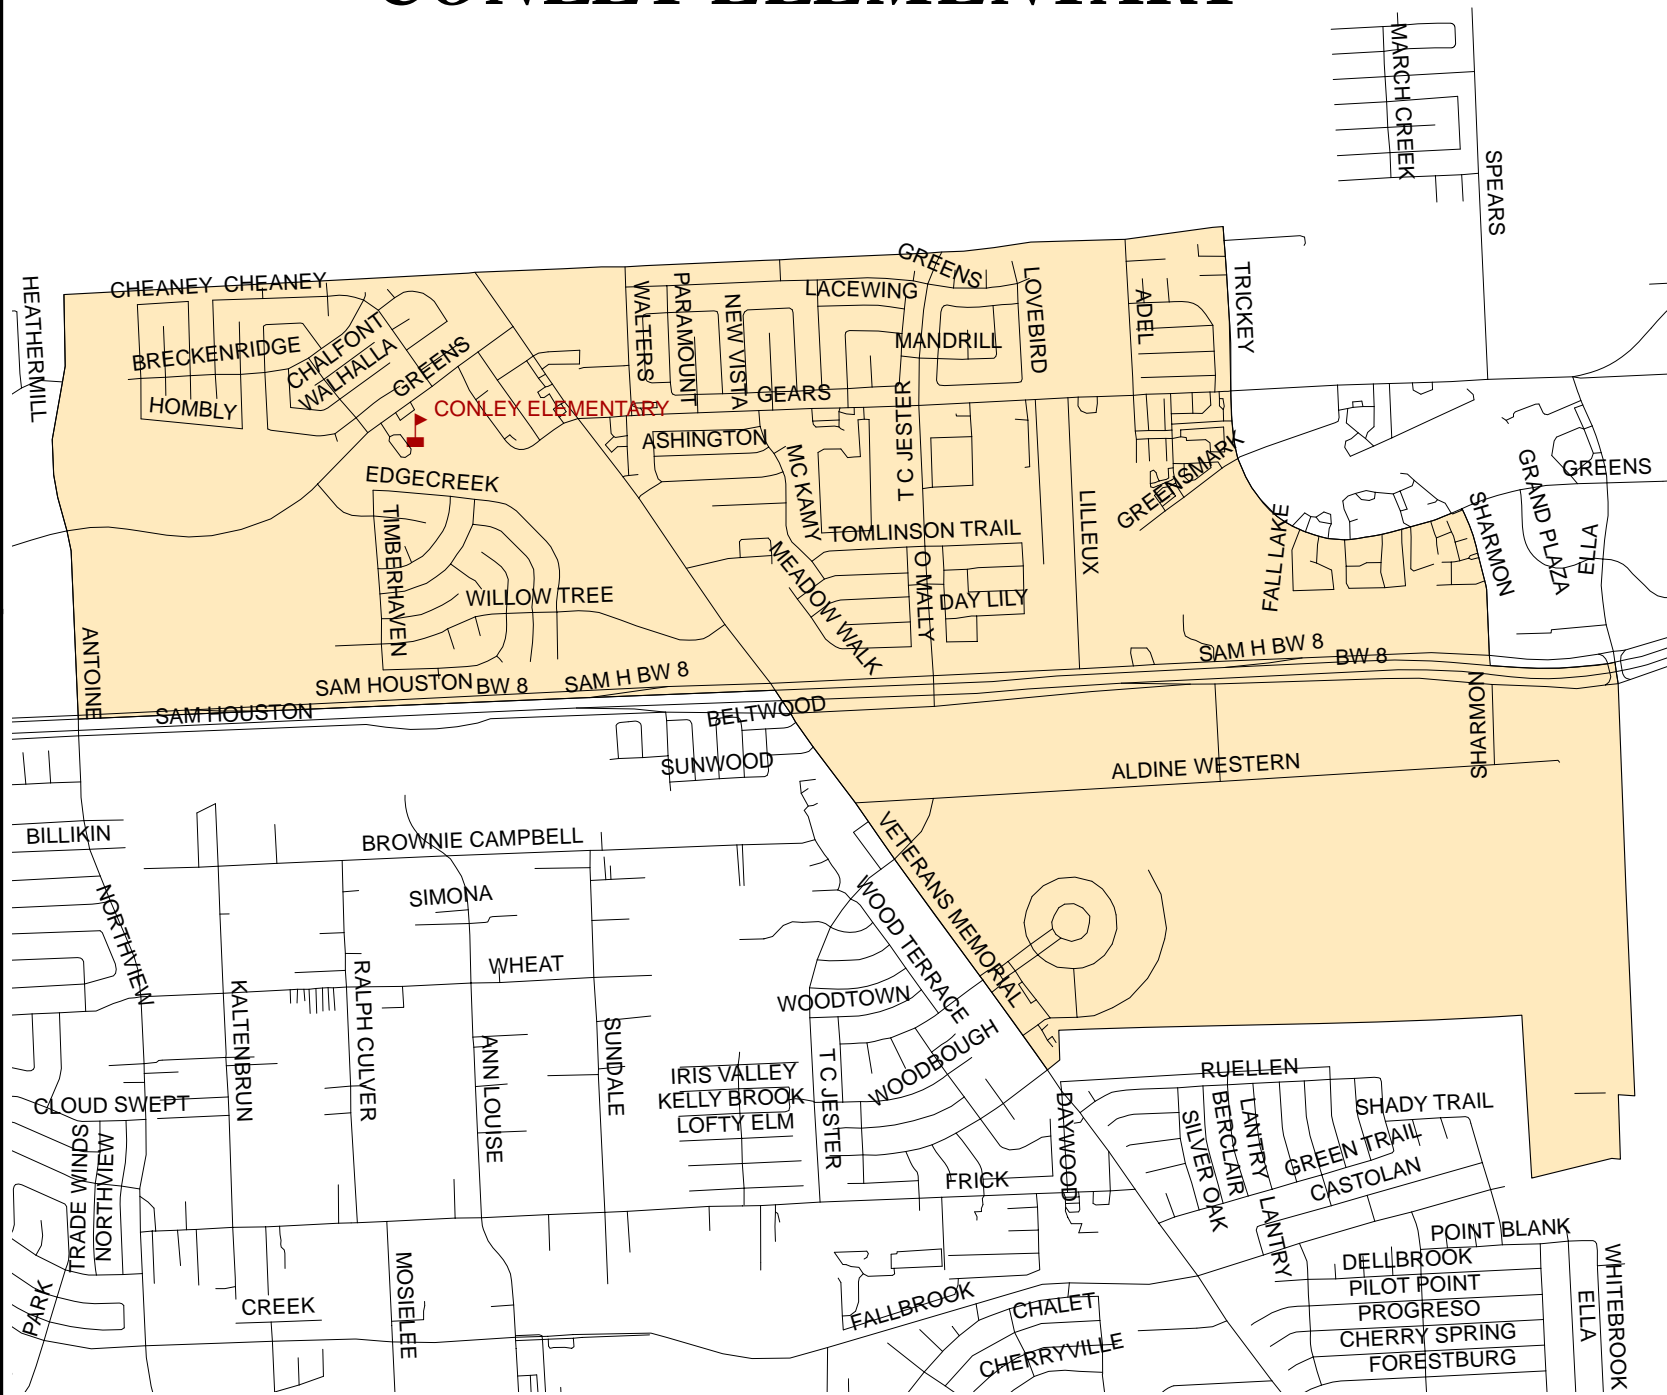 CONLEY ELEMENTARY
MARCH CREEK
SPEARS
HEATHERMILL
CHEANEY CHEANEY
GREENS
TRICKEY
WALTERS
PARAMOUNT
NEW VISTA
LACEWING
LOVEBIRD
ADEL
BRECKENRIDGE
CHALFONT
WALHALLA
GREENS
MANDRILL
HOMBLY
CONLEY ELEMENTARY
GEARS
ASHINGTON
T C JESTER
MC KAMY
GREENSMARK
GREENS
GRAND PLAZA
SHARMON
ELLA
EDGECREEK
TIMBERHAVEN
TOMLINSON TRAIL
LILLEUX
FALL LAKE
MEADOW WALK
O MALLY
DAY LILY
WILLOW TREE
ANTOINE
SAM HOUSTON
BW 8
SAM H BW 8
SAM H BW 8
BW 8
SAM HOUSTON
BELTWOOD
SUNWOOD
SHARMON
ALDINE WESTERN
BILLIKIN
BROWNIE CAMPBELL
VETERANS MEMORIAL
SIMONA
NORTHVIEW
WOOD TERRACE
WHEAT
KALTENBRUN
RALPH CULVER
WOODTOWN
ANN LOUISE
SUNDALE
T C JESTER
WOODBOUGH
IRIS VALLEY
KELLY BROOK
LOFTY ELM
RUELLEN
CLOUD SWEPT
DAYWOOD
SILVER OAK
BERCLAIR
LANTRY
SHADY TRAIL
GREEN TRAIL
CASTOLAN
TRADE WINDS
NORTHVIEW
FRICK
LANTRY
POINT BLANK
DELLBROOK
PILOT POINT
PROGRESO
CHERRY SPRING
FORESTBURG
ELLA
WHITEBROOK
PARK
CREEK
MOSIELEE
FALLBROOK
CHALET
CHERRYVILLE